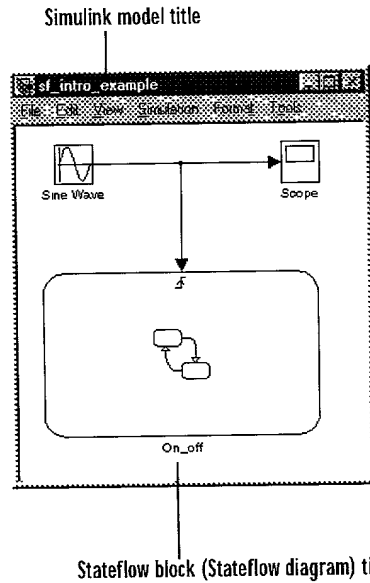 Simulink model title
sf_intro_example
File Edit View Simulation Format Tools
Sine Wave
Scope
On_off
Stateflow block (Stateflow diagram) ti